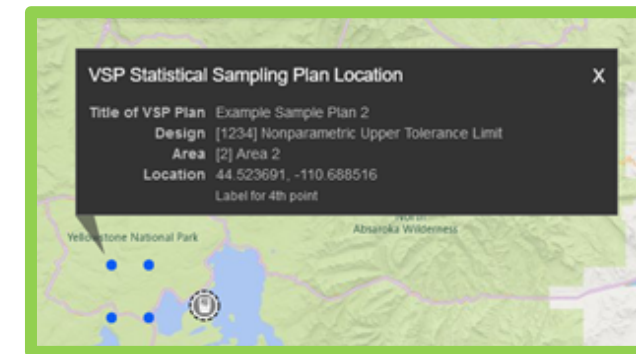 VSP Statistical Sampling Plan Location X
Title of VSP Plan Example Sample Plan 2
Design [1234] Nonparametric Upper Tolerance Limit
Area [2] Area 2
Location 44.523691, -110.688516
Label for 4th point
North
Absaroka Wilderness
Yellowstone National Park